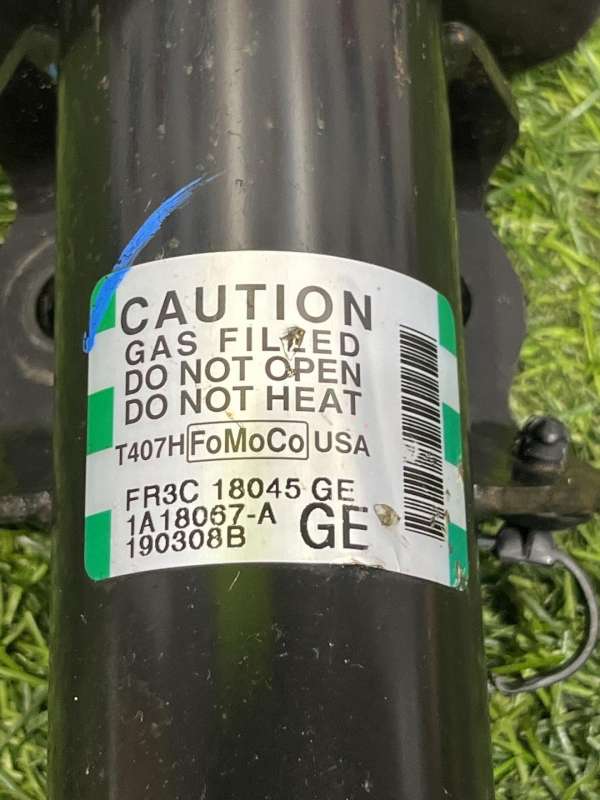 CAUTION
GAS FILLED
DO NOT OPEN
DO NOT HEAT
T407H FoMoCo USA
FR3C 18045 GE
1A18067-A
190308B
GE